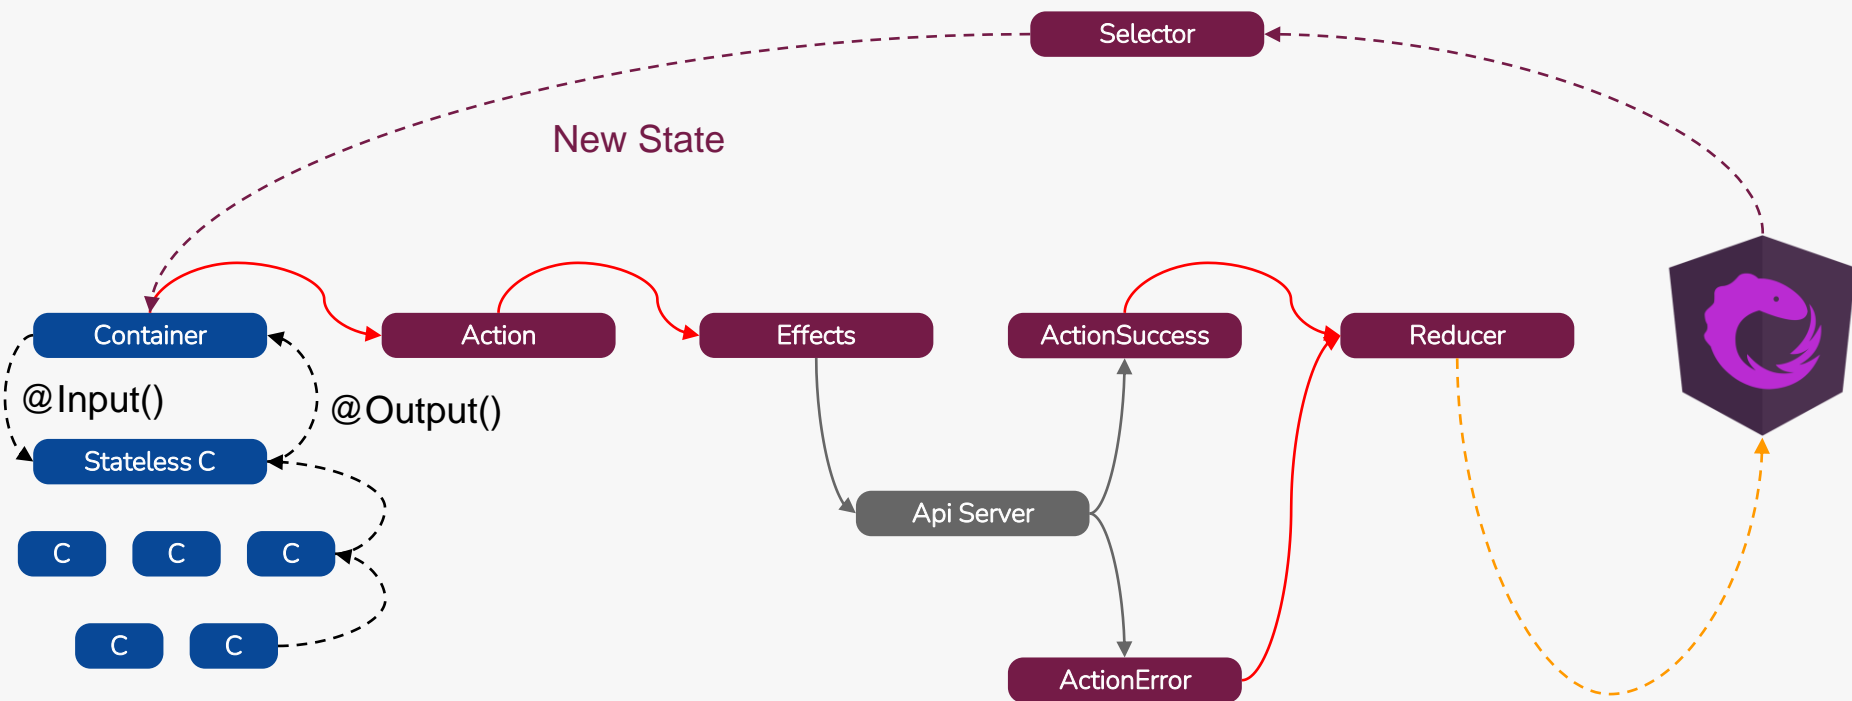 Selector
New State
Container
Action
Effects
ActionSuccess
Reducer
@Input()
@Output()
Stateless C
Api Server
C
C
C
C
C
ActionError